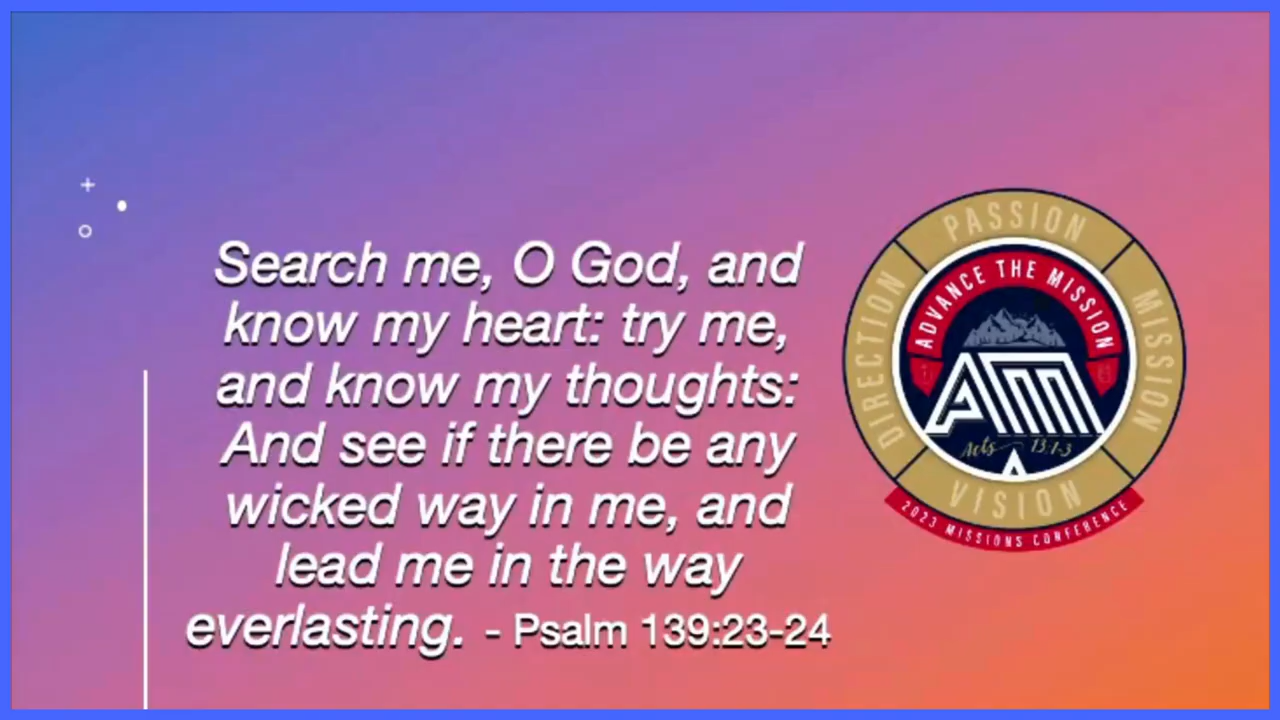 Search me, O God, and
know my heart: try me,
and know my thoughts:
And see if there be any
wicked way in me, and
lead me in the way
everlasting. - Psalm 139:23-24
PASSION
DIRECTION
MISSION
VISION
ADVANCE THE MISSION
ATM
Acts 13:1-3
2023 MISSIONS CONFERENCE